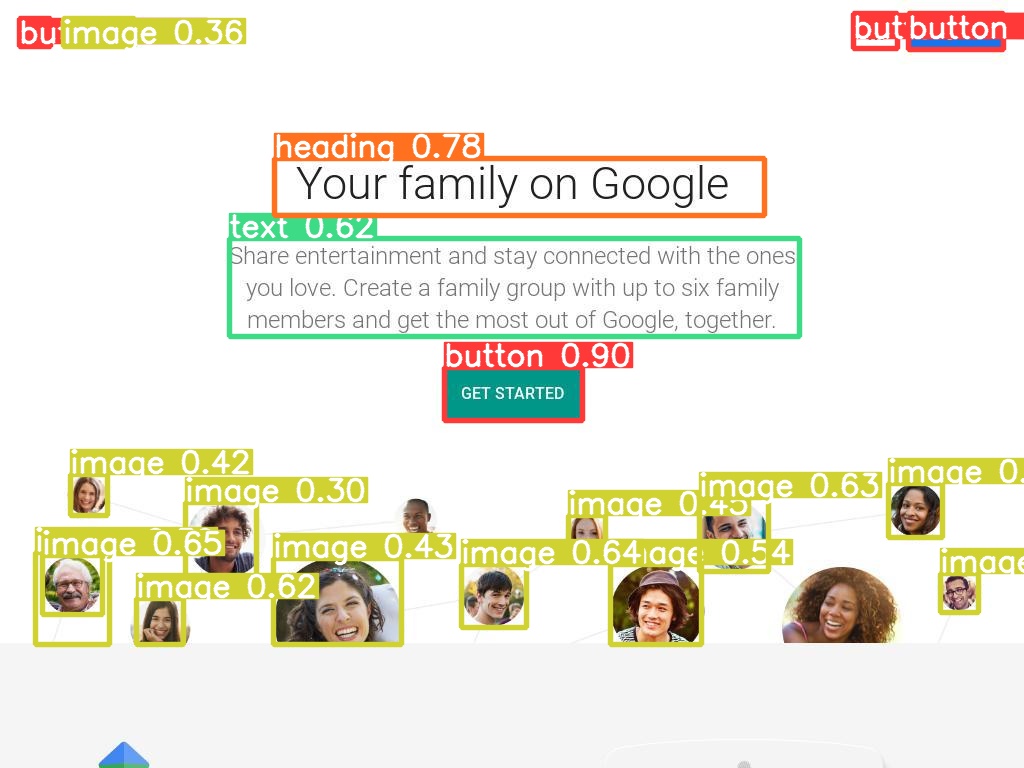 bu image 0.36 but button
heading 0.78
Your family on Google
text 0.62
Share entertainment and stay connected with the ones
you love. Create a family group with up to six family
members and get the most out of Google, together.
button 0.90
GET STARTED
image 0.42
image 0.30
image 0.45
image 0.63
image 0.
image 0.65
image 0.43
image 0.64
age 0.54
image
image 0.62